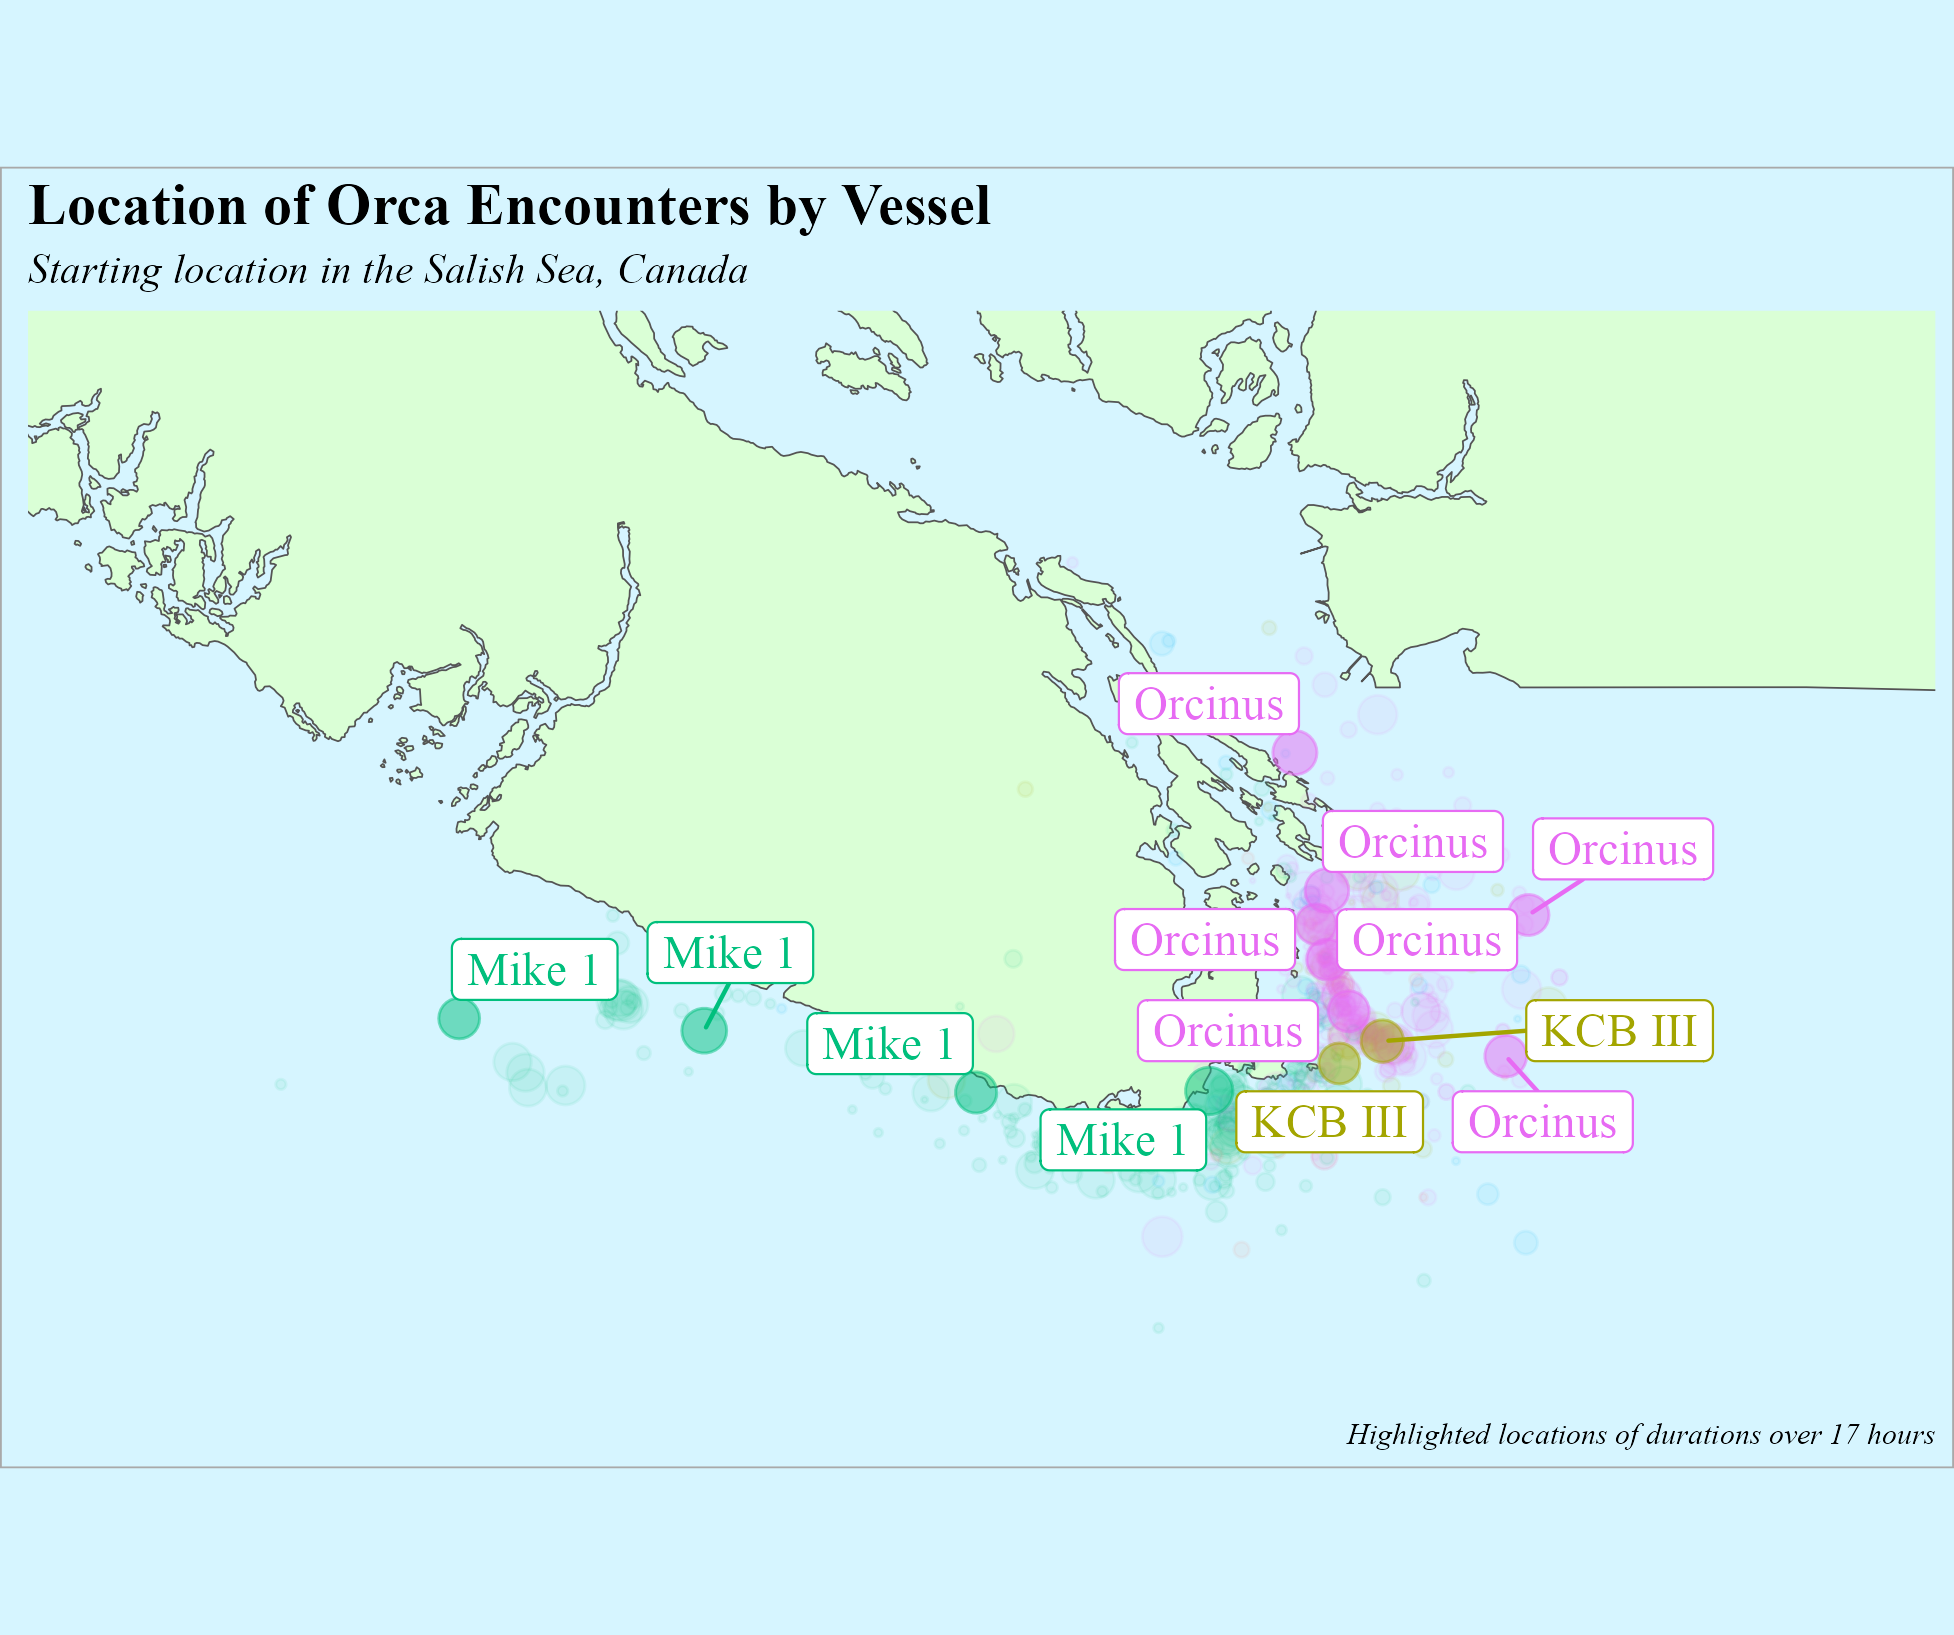 Location of Orca Encounters by Vessel
Starting location in the Salish Sea, Canada
Orcinus
Orcinus
Orcinus
Orcinus
Orcinus
Mike 1
Mike 1
Orcinus
KCB III
Mike 1
Mike 1
KCB III
Orcinus
Highlighted locations of durations over 17 hours